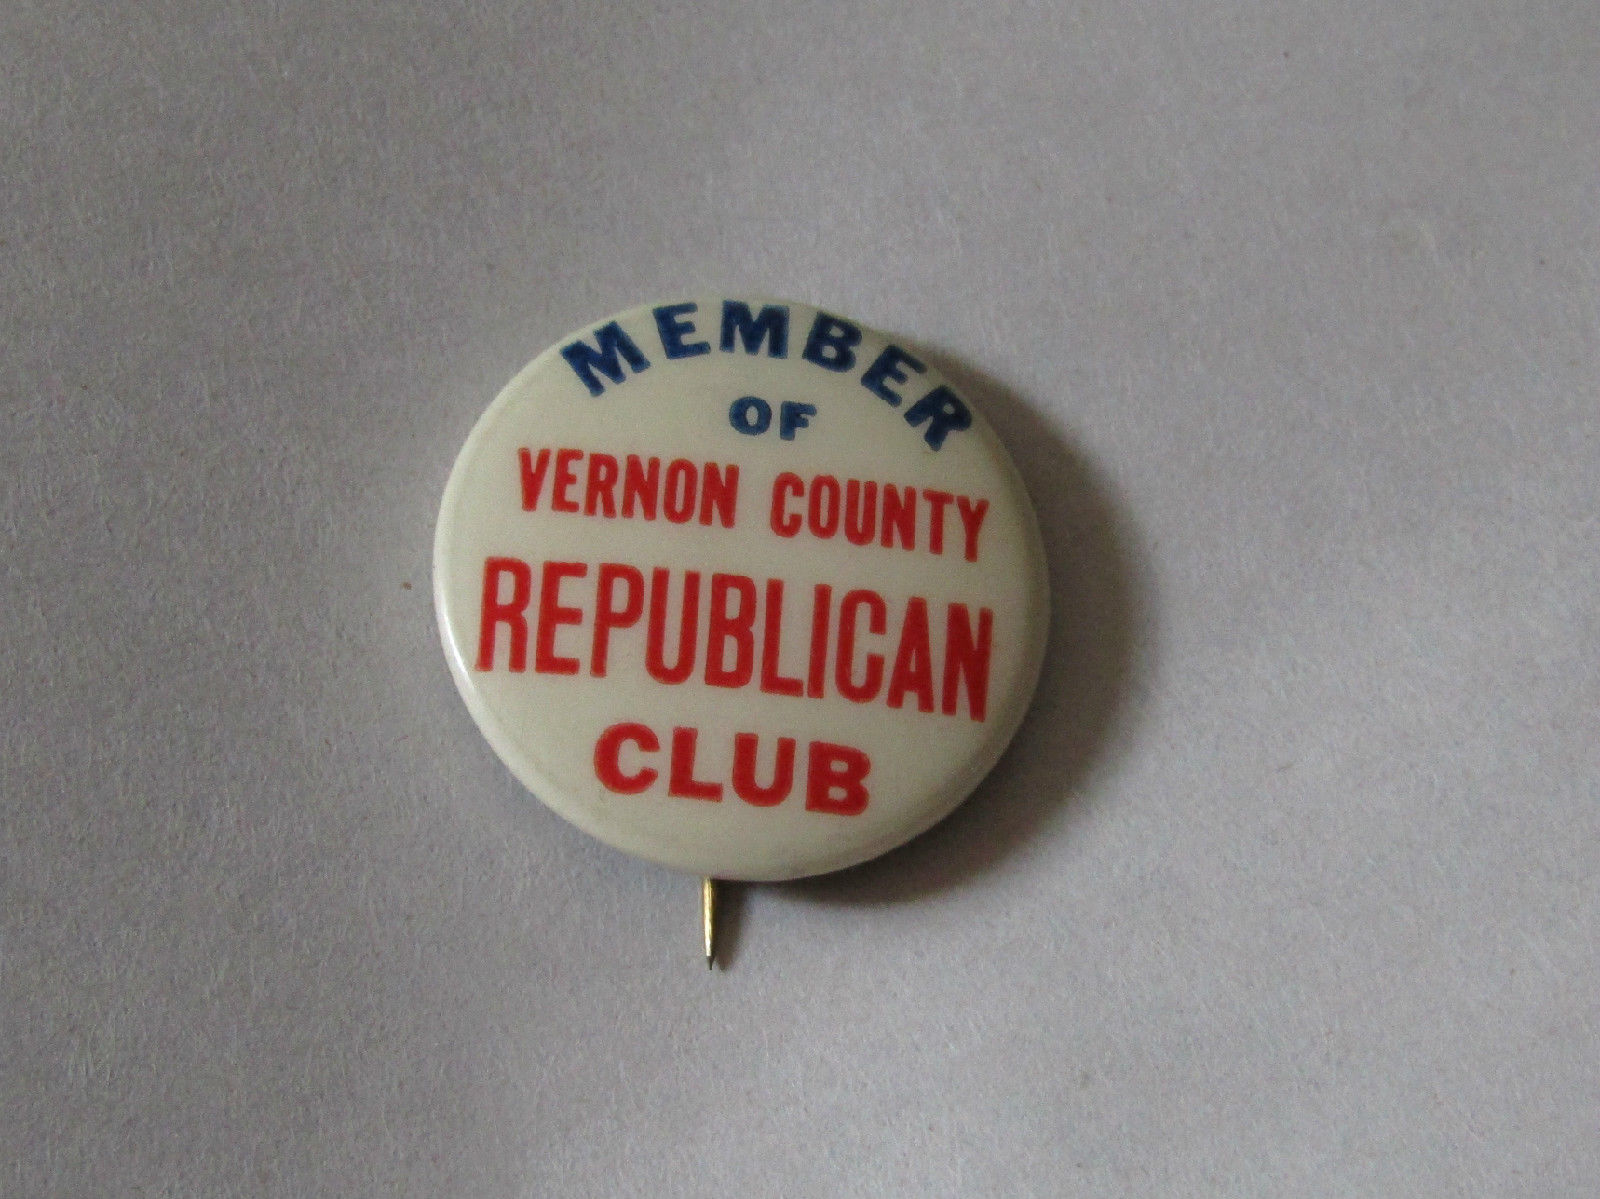 MEMBER
OF
VERNON COUNTY
REPUBLICAN
CLUB